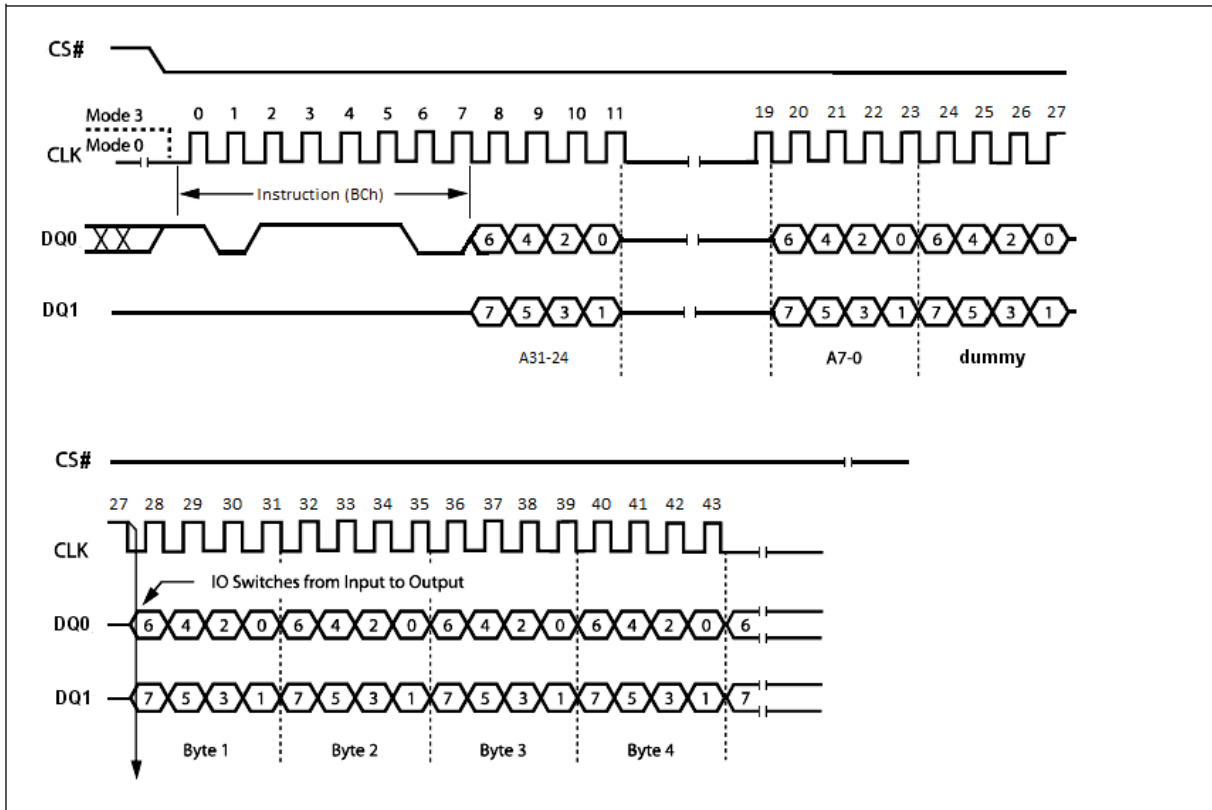 CS#
0 1 2 3 4 5 6 7 8 9 10 11 19 20 21 22 23 24 25 26 27
Mode 3
Mode 0
CLK
Instruction (BCh)
DQ0 6 4 2 0 6 4 2 0 6 4 2 0
DQ1 7 5 3 1 7 5 3 1 7 5 3 1
A31-24 A7-0 dummy
CS#
27 28 29 30 31 32 33 34 35 36 37 38 39 40 41 42 43
CLK
IO Switches from Input to Output
DQ0 6 4 2 0 6 4 2 0 6 4 2 0 6 4 2 0 6
DQ1 7 5 3 1 7 5 3 1 7 5 3 1 7 5 3 1 7
Byte 1 Byte 2 Byte 3 Byte 4